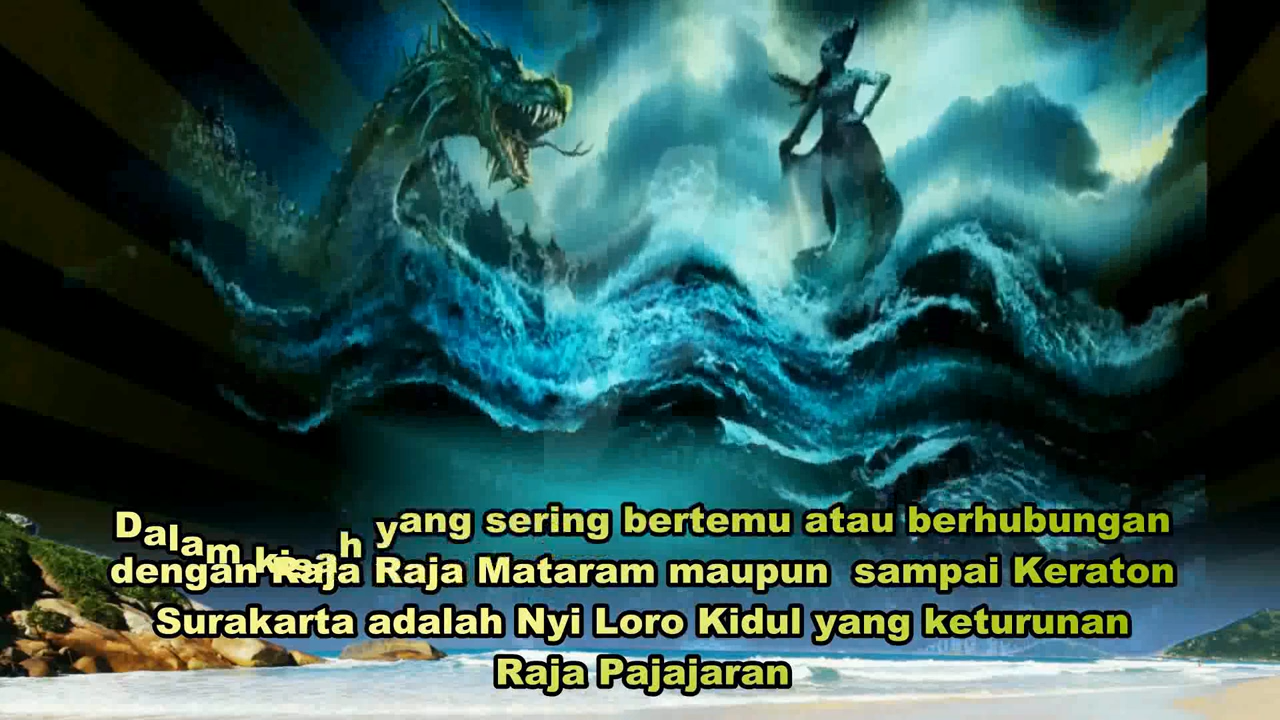 Dalam kisah yang sering bertemu atau berhubungan
dengan Raja Raja Mataram maupun sampai Keraton
Surakarta adalah Nyi Loro Kidul yang keturunan
Raja Pajajaran